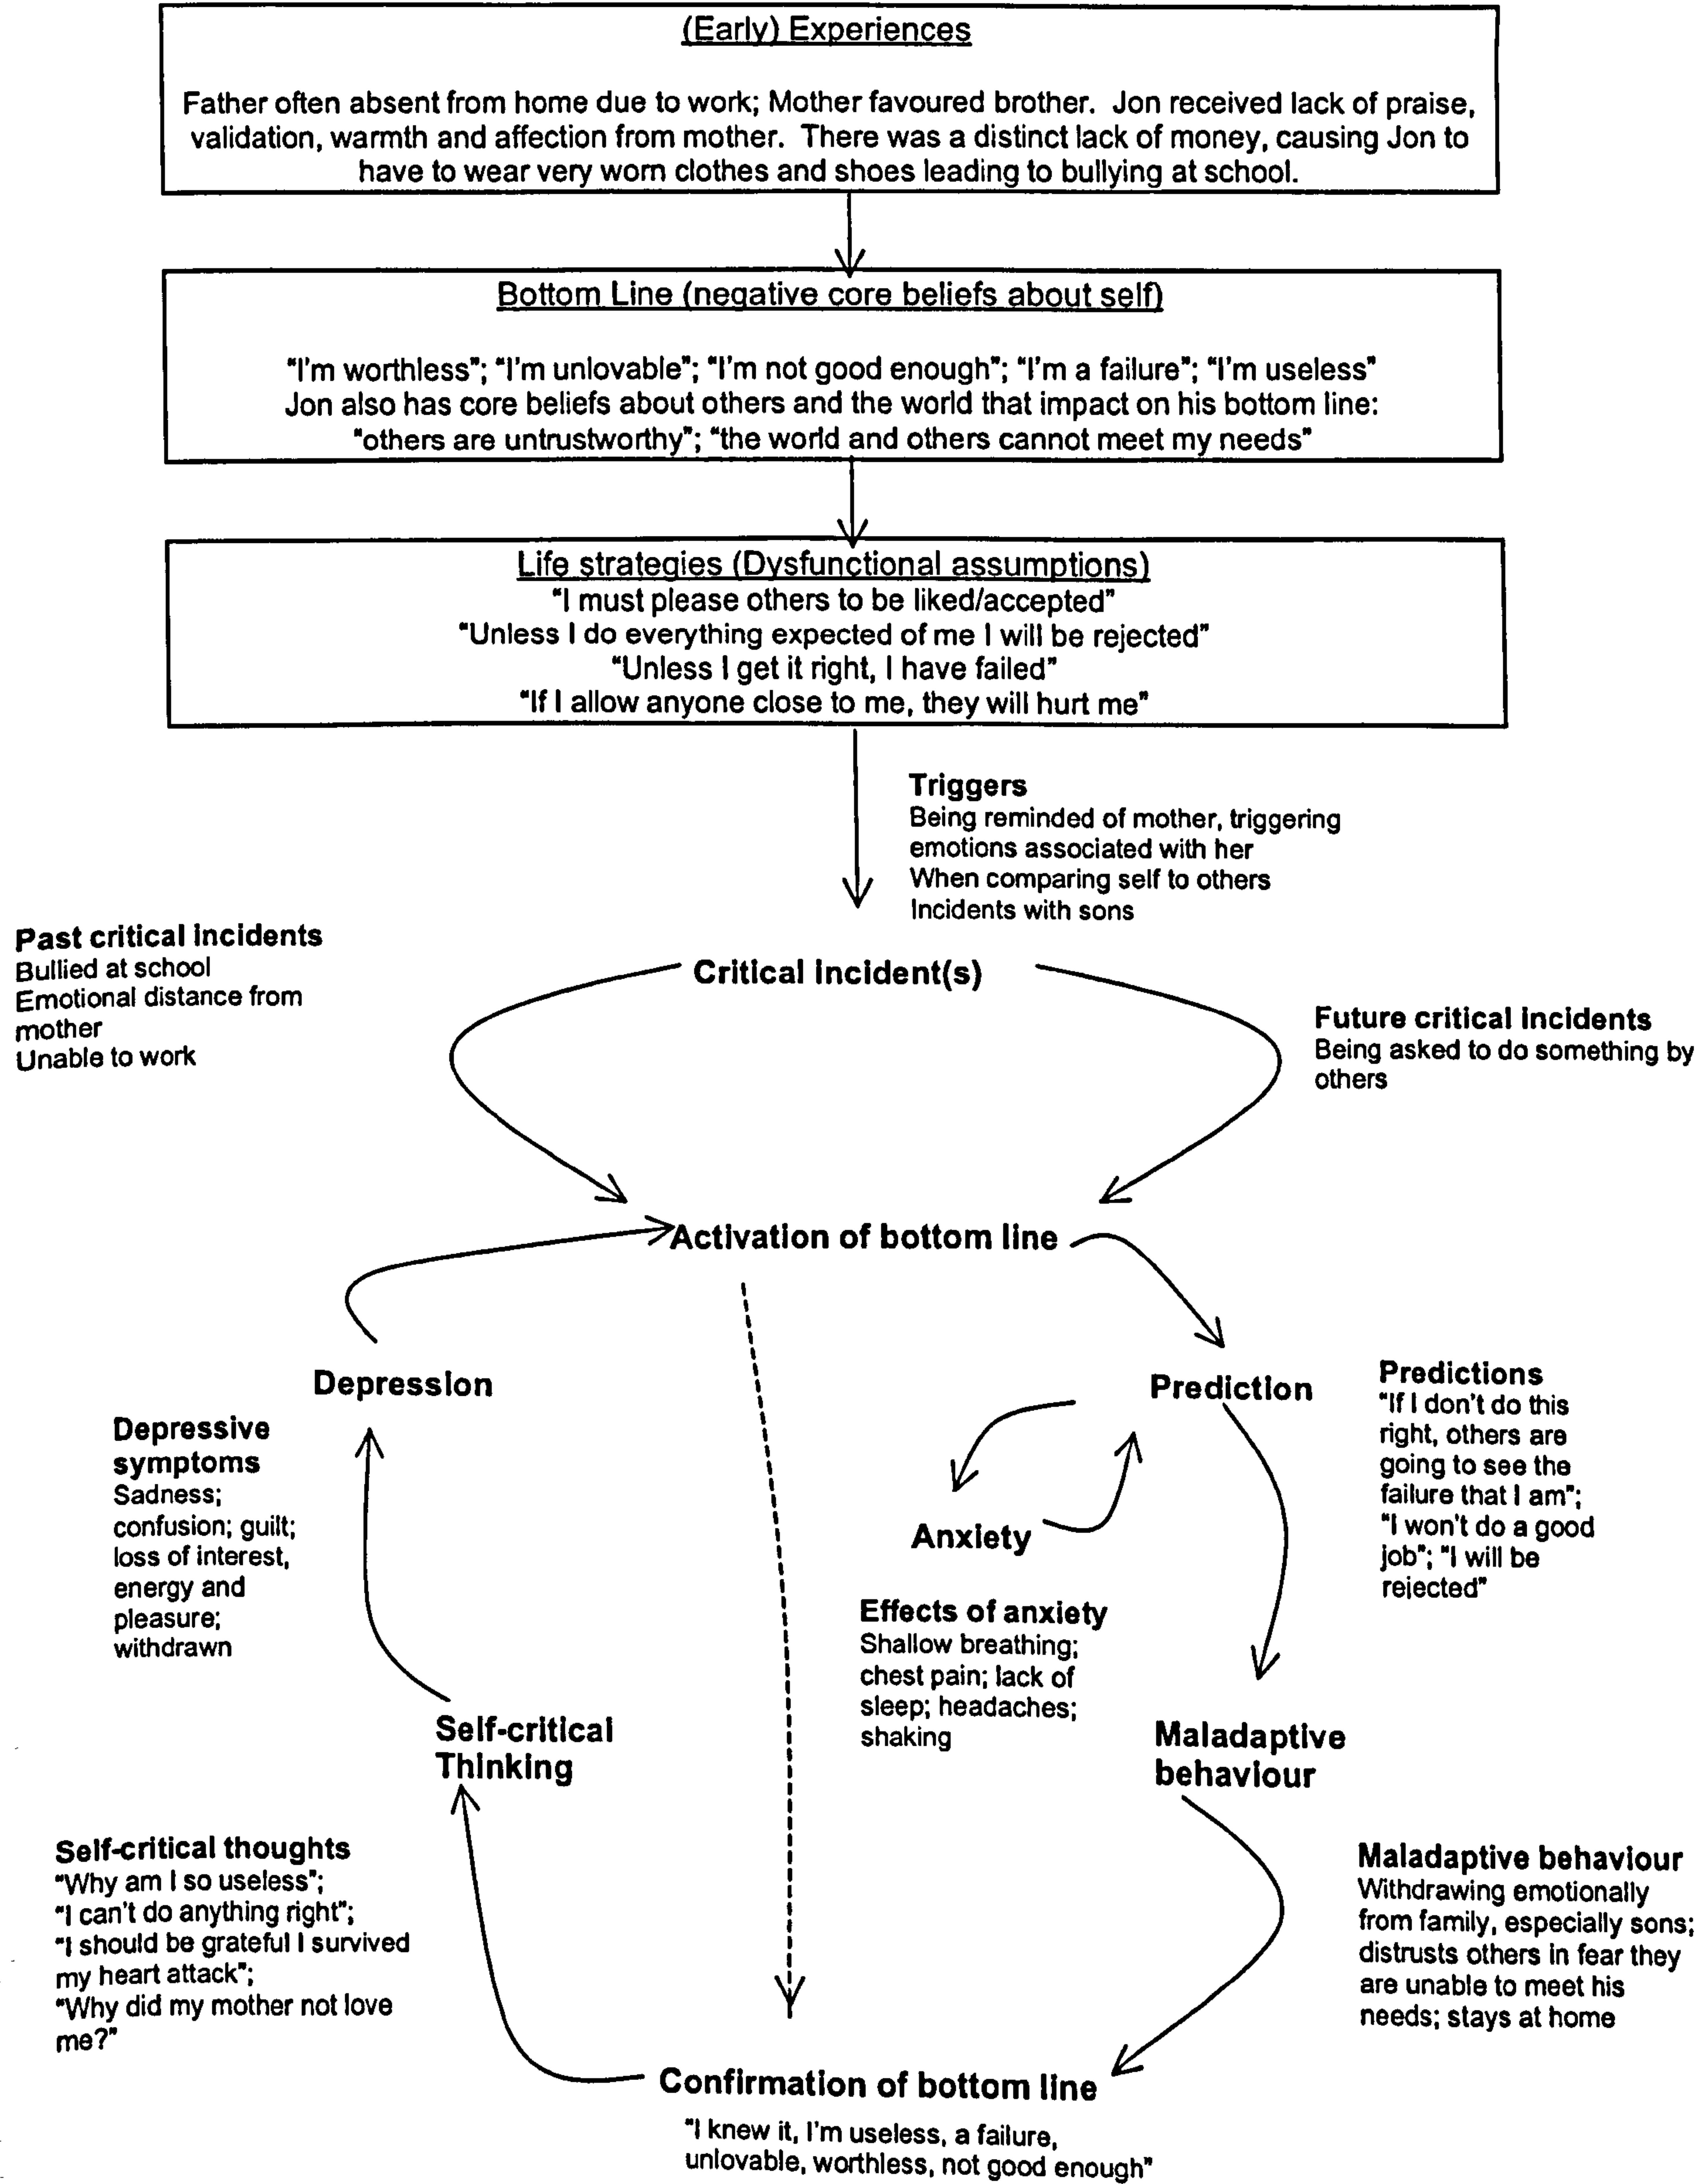 (Early) Experiences
Father often absent from home due to work; Mother favoured brother. Jon received lack of praise,
validation, warmth and affection from mother. There was a distinct lack of money, causing Jon to
have to wear very worn clothes and shoes leading to bullying at school.
Bottom Line (negative core beliefs about self)
"I'm worthless"; "I'm unlovable"; "I'm not good enough"; "I'm a failure"; "I'm useless"
Jon also has core beliefs about others and the world that impact on his bottom line:
"others are untrustworthy"; "the world and others cannot meet my needs"
Life strategies (Dysfunctional assumptions)
"I must please others to be liked/accepted"
"Unless I do everything expected of me I will be rejected"
"Unless I get it right, I have failed"
"If I allow anyone close to me, they will hurt me"
Triggers
Being reminded of mother, triggering
emotions associated with her
When comparing self to others
Incidents with sons
Past critical incidents
Bullied at school
Emotional distance from
mother
Unable to work
Critical incident(s)
Future critical incidents
Being asked to do something by
others
Activation of bottom line
Depression
Depressive
symptoms
Sadness;
confusion; guilt;
loss of interest,
energy and
pleasure;
withdrawn
Prediction
Predictions
"If I don't do this
right, others are
going to see the
failure that I am";
"I won't do a good
job"; "I will be
rejected"
Anxiety
Effects of anxiety
Shallow breathing;
chest pain; lack of
sleep; headaches;
shaking
Self-critical
Thinking
Maladaptive
behaviour
Self-critical thoughts
"Why am I so useless";
"I can't do anything right";
"I should be grateful I survived
my heart attack";
"Why did my mother not love
me?"
Maladaptive behaviour
Withdrawing emotionally
from family, especially sons;
distrusts others in fear they
are unable to meet his
needs; stays at home
Confirmation of bottom line
"I knew it, I'm useless, a failure,
unlovable, worthless, not good enough"